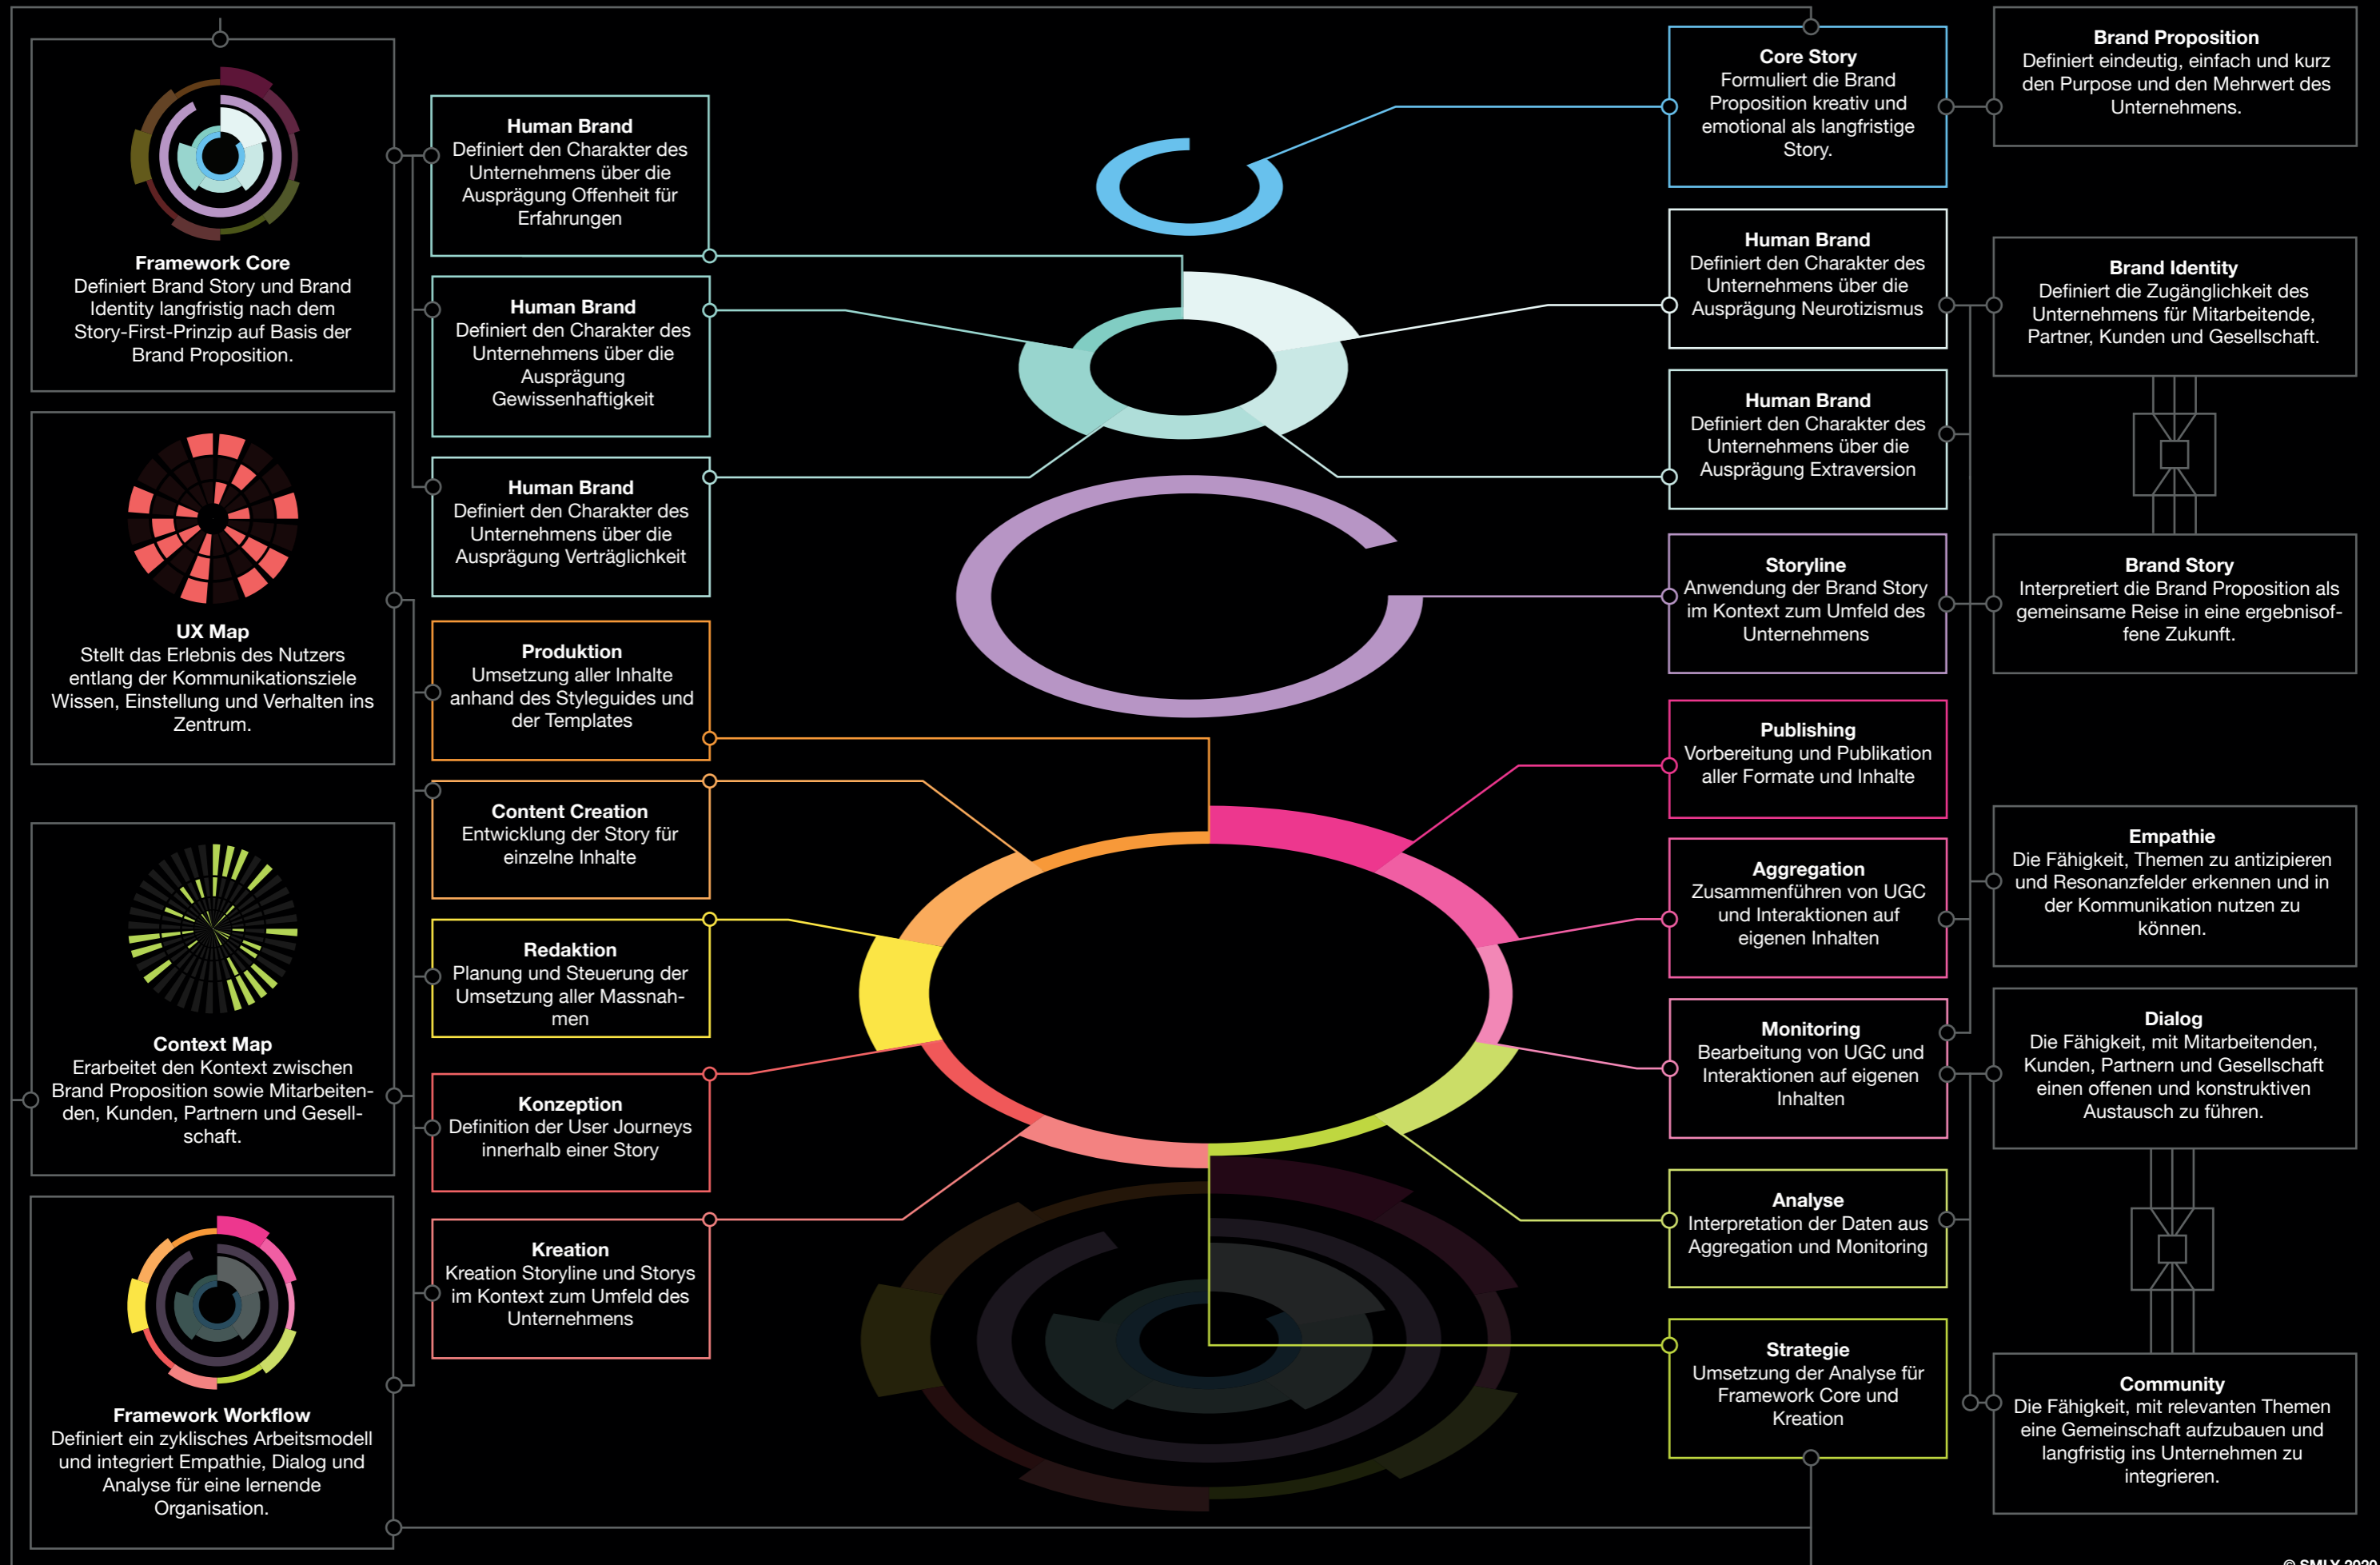 Framework Core
Definiert Brand Story und Brand
Identity langfristig nach dem
Story-First-Prinzip auf Basis der
Brand Proposition.
UX Map
Stellt das Erlebnis des Nutzers
entlang der Kommunikationsziele
Wissen, Einstellung und Verhalten ins
Zentrum.
Context Map
Erarbeitet den Kontext zwischen
Brand Proposition sowie Mitarbeiten-
den, Kunden, Partnern und Gesell-
schaft.
Framework Workflow
Definiert ein zyklisches Arbeitsmodell
und integriert Empathie, Dialog und
Analyse für eine lernende
Organisation.
Human Brand
Definiert den Charakter des
Unternehmens über die
Ausprägung Offenheit für
Erfahrungen
Human Brand
Definiert den Charakter des
Unternehmens über die
Ausprägung
Gewissenhaftigkeit
Human Brand
Definiert den Charakter des
Unternehmens über die
Ausprägung Verträglichkeit
Produktion
Umsetzung aller Inhalte
anhand des Styleguides und
der Templates
Content Creation
Entwicklung der Story für
einzelne Inhalte
Redaktion
Planung und Steuerung der
Umsetzung aller Massnah-
men
Konzeption
Definition der User Journeys
innerhalb einer Story
Kreation
Kreation Storyline und Storys
im Kontext zum Umfeld des
Unternehmens
Core Story
Formuliert die Brand
Proposition kreativ und
emotional als langfristige
Story.
Human Brand
Definiert den Charakter des
Unternehmens über die
Ausprägung Neurotizismus
Human Brand
Definiert den Charakter des
Unternehmens über die
Ausprägung Extraversion
Storyline
Anwendung der Brand Story
im Kontext zum Umfeld des
Unternehmens
Publishing
Vorbereitung und Publikation
aller Formate und Inhalte
Aggregation
Zusammenführen von UGC
und Interaktionen auf
eigenen Inhalten
Monitoring
Bearbeitung von UGC und
Interaktionen auf eigenen
Inhalten
Analyse
Interpretation der Daten aus
Aggregation und Monitoring
Strategie
Umsetzung der Analyse für
Framework Core und
Kreation
Brand Proposition
Definiert eindeutig, einfach und kurz
den Purpose und den Mehrwert des
Unternehmens.
Brand Identity
Definiert die Zugänglichkeit des
Unternehmens für Mitarbeitende,
Partner, Kunden und Gesellschaft.
Brand Story
Interpretiert die Brand Proposition als
gemeinsame Reise in eine ergebnisof-
fene Zukunft.
Empathie
Die Fähigkeit, Themen zu antizipieren
und Resonanzfelder erkennen und in
der Kommunikation nutzen zu
können.
Dialog
Die Fähigkeit, mit Mitarbeitenden,
Kunden, Partnern und Gesellschaft
einen offenen und konstruktiven
Austausch zu führen.
Community
Die Fähigkeit, mit relevanten Themen
eine Gemeinschaft aufzubauen und
langfristig ins Unternehmen zu
integrieren.